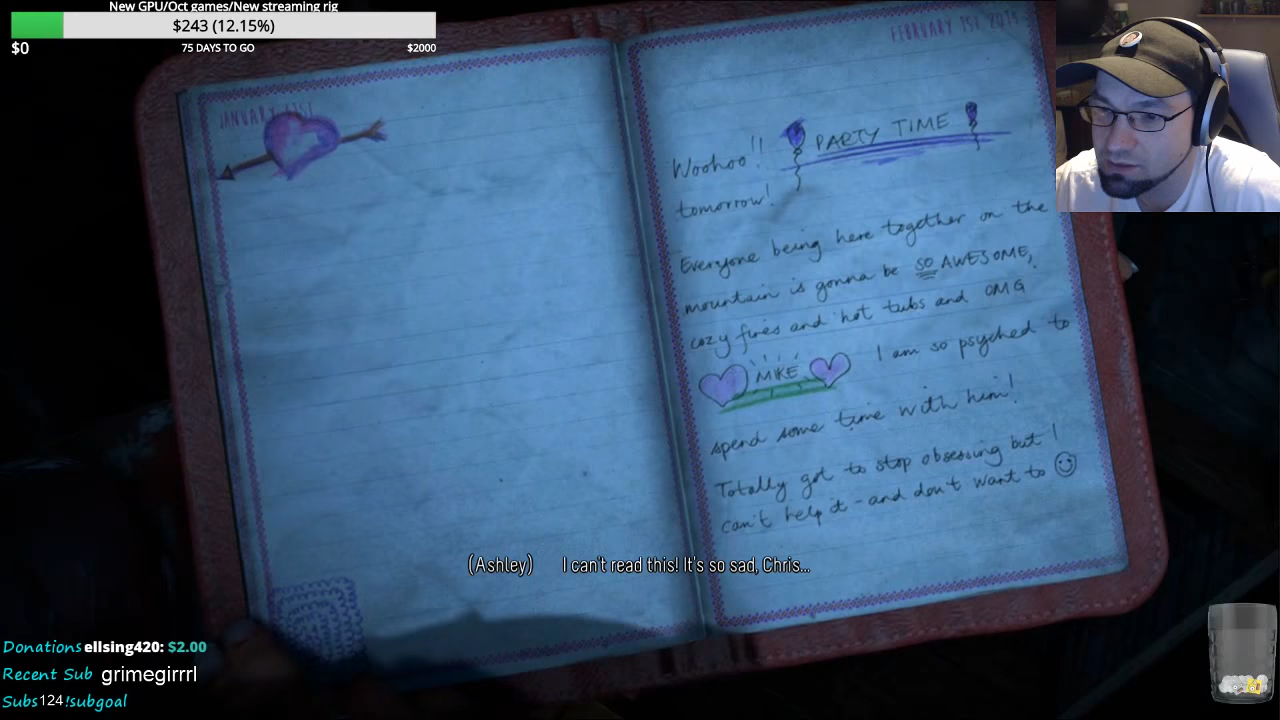 New GPU/Oct games/New streaming rig
$243 (12.15%)
$0
75 DAYS TO GO
$2000
JANUARY 31ST
FEBRUARY 1ST 2015
Woohoo!! PARTY TIME
tomorrow!
Everyone being here together on the
mountain is gonna be SO AWESOME,
cozy fires and hot tubs and OMG
MIKE I am so psyched to
spend some time with him!
Totally got to stop obsessing but I
can't help it - and don't want to
(Ashley) I can't read this! It's so sad, Chris...
Donations ellsing420: $2.00
Recent Sub grimegirrrl
Subs 124 !subgoal